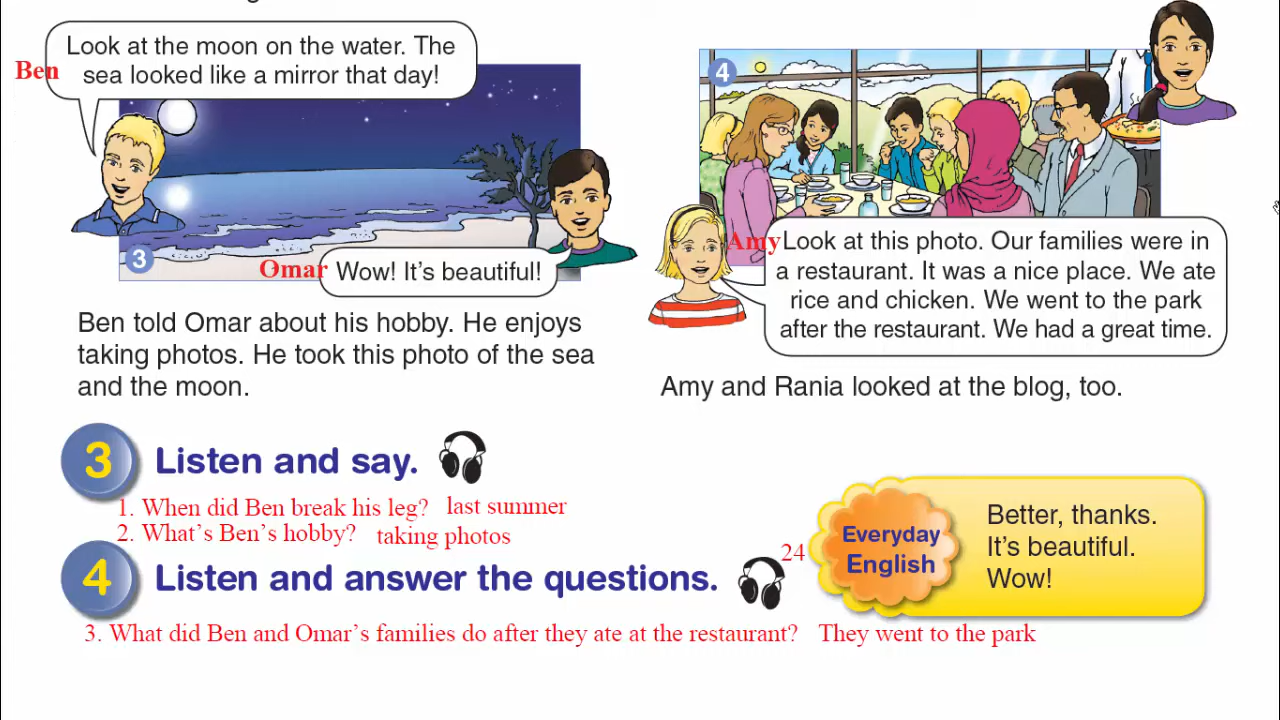 Ben
Look at the moon on the water. The
sea looked like a mirror that day!
3
Omar
Wow! It's beautiful!
Ben told Omar about his hobby. He enjoys
taking photos. He took this photo of the sea
and the moon.
4
Amy
Look at this photo. Our families were in
a restaurant. It was a nice place. We ate
rice and chicken. We went to the park
after the restaurant. We had a great time.
Amy and Rania looked at the blog, too.
3 Listen and say.
1. When did Ben break his leg? last summer
2. What's Ben's hobby? taking photos
4 Listen and answer the questions.
24
3. What did Ben and Omar's families do after they ate at the restaurant? They went to the park
Everyday
English
Better, thanks.
It's beautiful.
Wow!